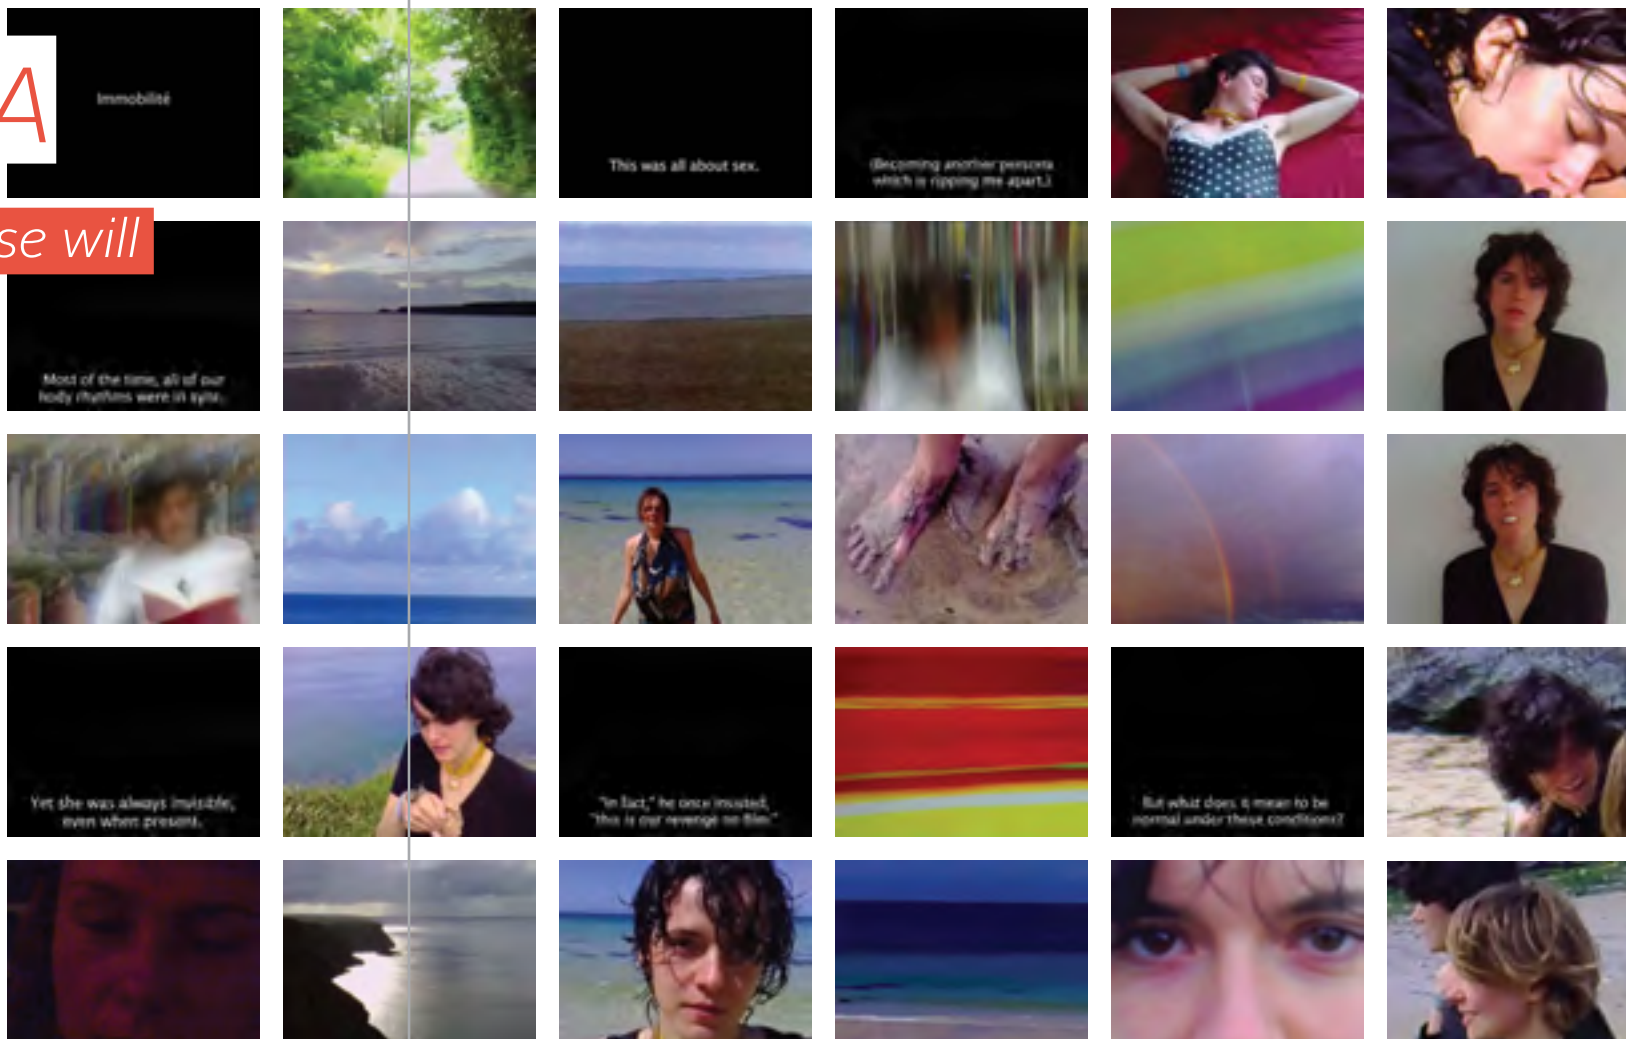 A
Immobilité
This was all about sex.
(Becoming another persona
which is ripping me apart.)
se will
Most of the time, all of our
body rhythms were in sync.
Yet she was always invisible,
even when present.
"In fact," he once insisted,
"this is our revenge on film."
But what does it mean to be
normal under these conditions?